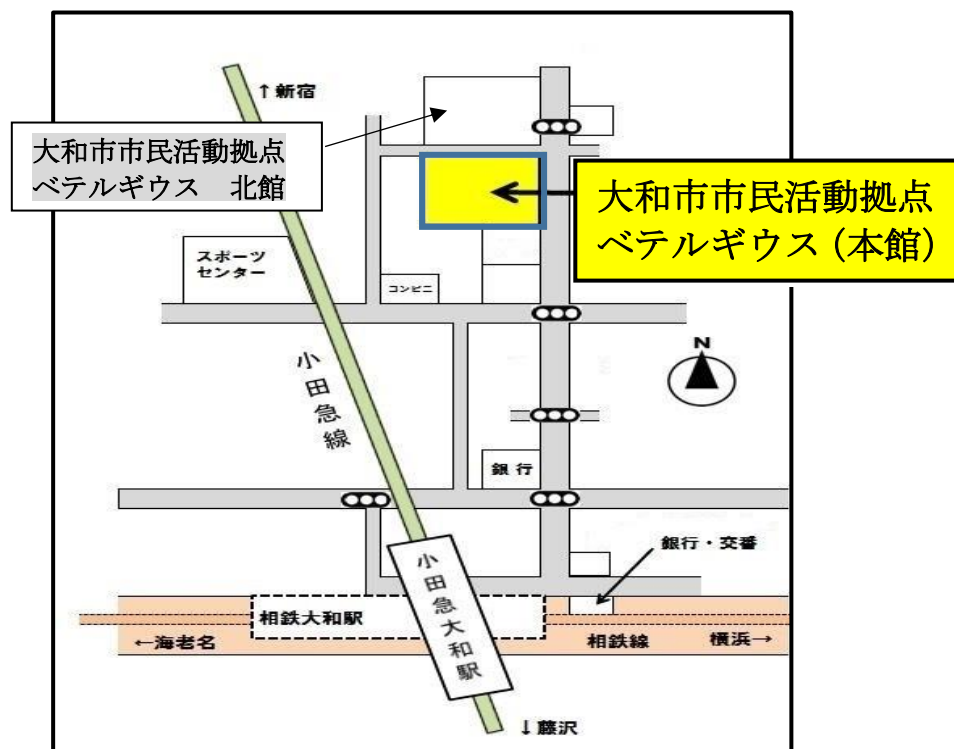 ↑新宿
大和市市民活動拠点
ベテルギウス 北館
大和市市民活動拠点
ベテルギウス(本館)
スポーツ
センター
コンビニ
N
小田急線
銀行
銀行・交番
小田急大和駅
相鉄大和駅
←海老名
相鉄線
横浜→
↓藤沢